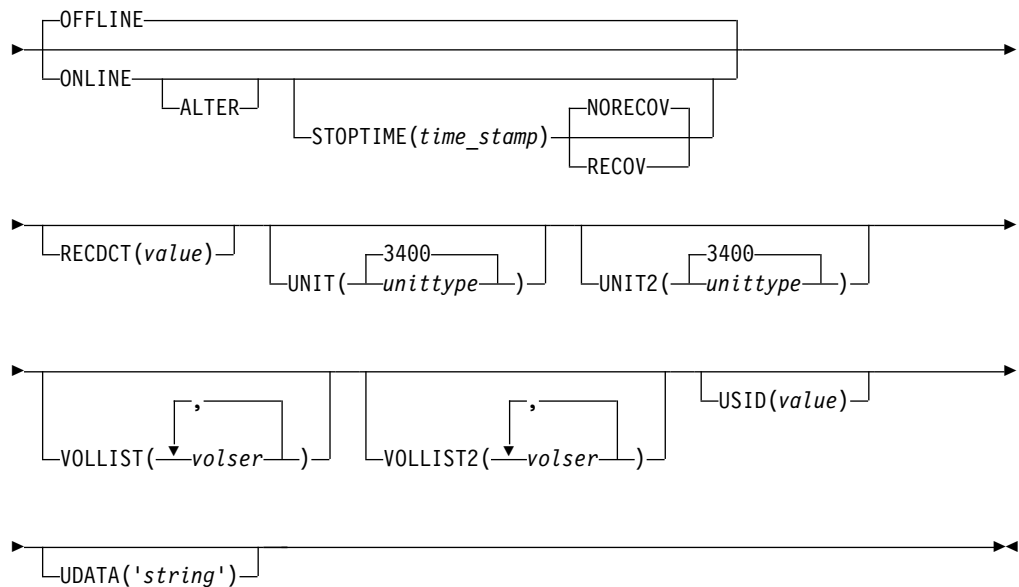 OFFLINE
ONLINE
ALTER
STOPTIME(time_stamp)
NORECOV
RECOV
RECDCT(value)
UNIT(
3400
unittype
)
UNIT2(
3400
unittype
)
VOLLIST(
,
volser
)
VOLLIST2(
,
volser
)
USID(value)
UDATA('string')